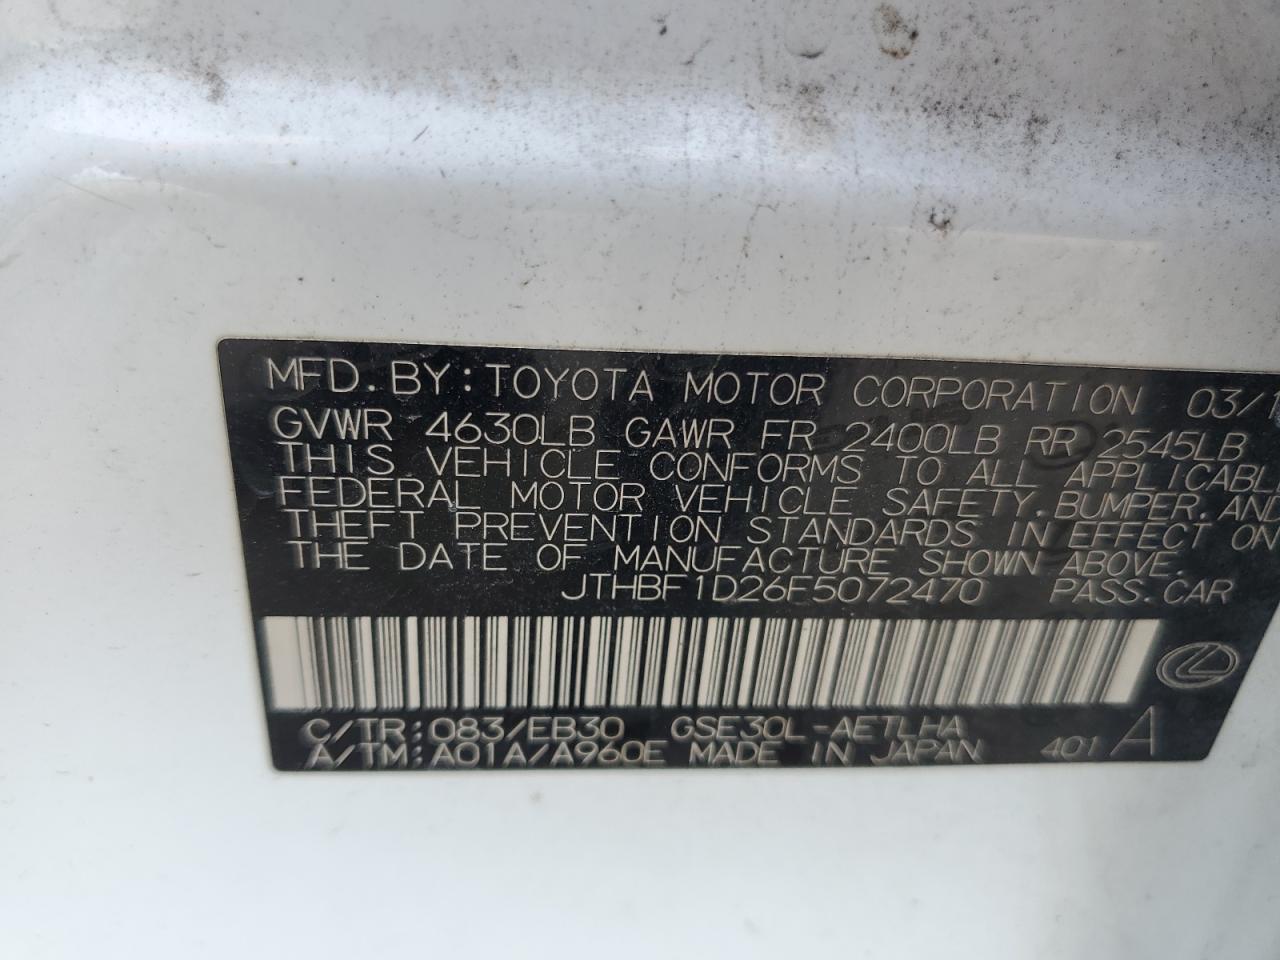 MFD. BY: TOYOTA MOTOR CORPORATION 03/1
GVWR 4630LB GAWR FR 2400LB RR 2545LB
THIS VEHICLE CONFORMS TO ALL APPLICABL
FEDERAL MOTOR VEHICLE SAFETY, BUMPER, AND
THEFT PREVENTION STANDARDS IN EFFECT ON
THE DATE OF MANUFACTURE SHOWN ABOVE.
JTHBF1D26F5072470 PASS. CAR
C/TR: 083/EB30 GSE30L-AETLHA
A/TM: A01A/A960E MADE IN JAPAN 401 A